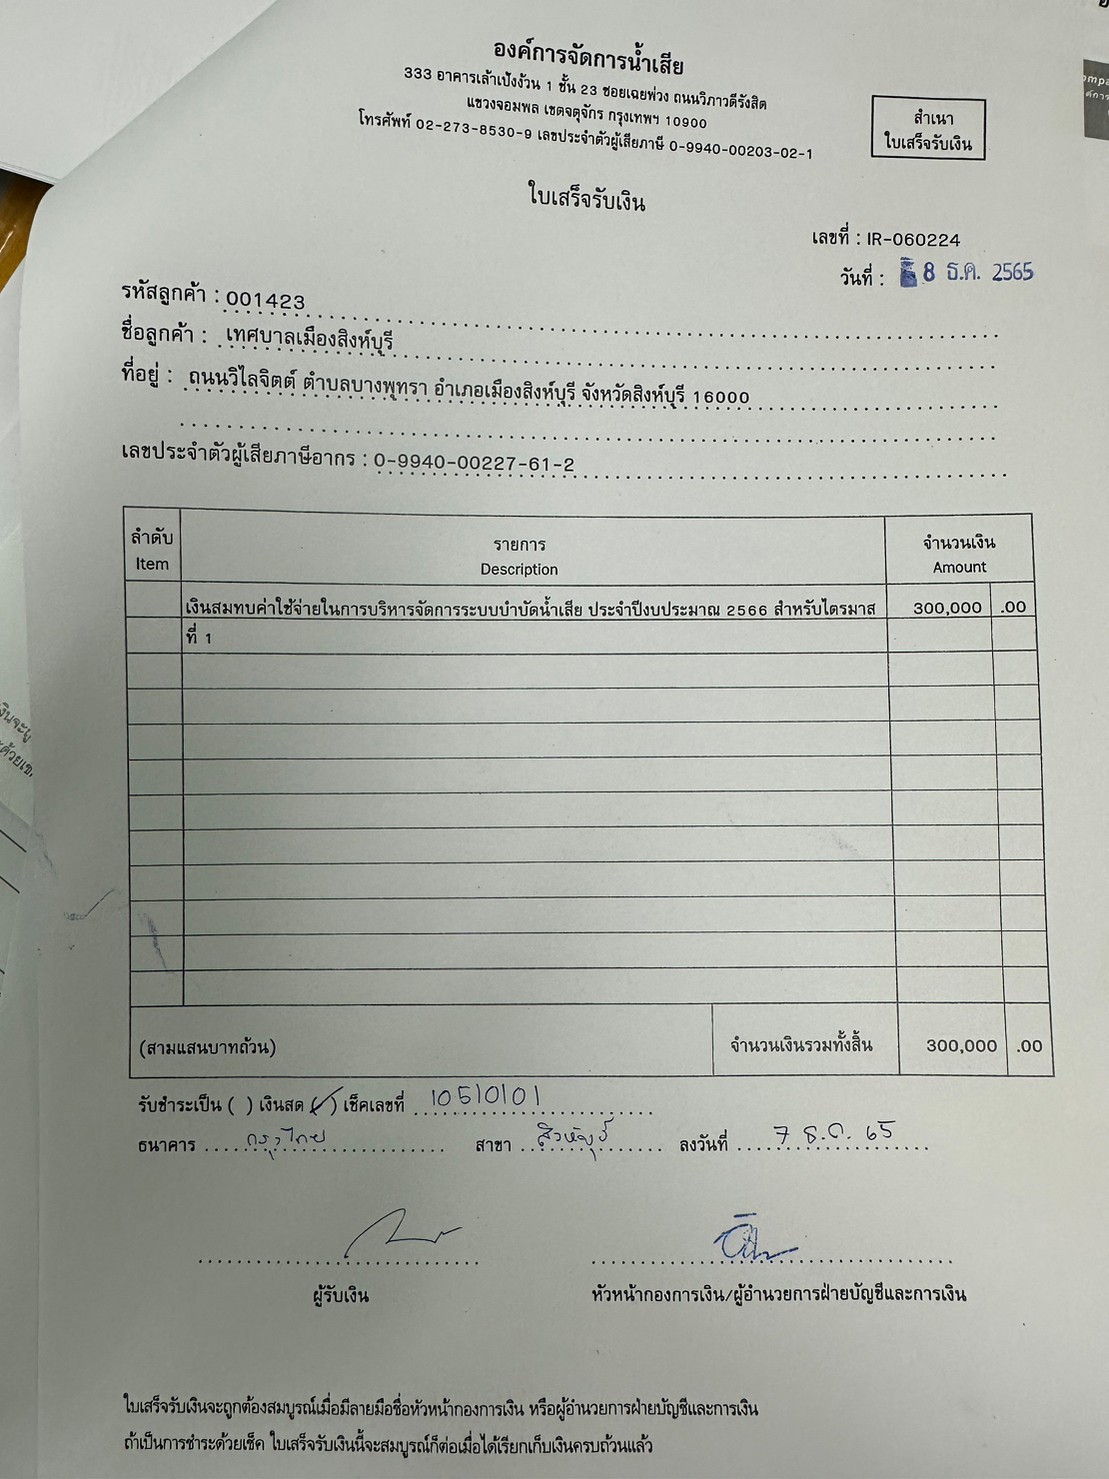 องค์การจัดการน้ำเสีย
333 อาคารเล้าเป้งง้วน 1 ชั้น 23 ซอยเฉยพ่วง ถนนวิภาวดีรังสิต
แขวงจอมพล เขตจตุจักร กรุงเทพฯ 10900
โทรศัพท์ 02-273-8530-9 เลขประจำตัวผู้เสียภาษี 0-9940-00203-02-1
สำเนา
ใบเสร็จรับเงิน
ใบเสร็จรับเงิน
เลขที่ : IR-060224
วันที่ : 8 ธ.ค. 2565
รหัสลูกค้า : 001423
ชื่อลูกค้า : เทศบาลเมืองสิงห์บุรี
ที่อยู่ : ถนนวิไลจิตต์ ตำบลบางพุทรา อำเภอเมืองสิงห์บุรี จังหวัดสิงห์บุรี 16000
เลขประจำตัวผู้เสียภาษีอากร : 0-9940-00227-61-2
ลำดับ รายการ จำนวนเงิน
Item Description Amount
เงินสมทบค่าใช้จ่ายในการบริหารจัดการระบบบำบัดน้ำเสีย ประจำปีงบประมาณ 2566 สำหรับไตรมาส 300,000 .00
ที่ 1
(สามแสนบาทถ้วน) จำนวนเงินรวมทั้งสิ้น 300,000 .00
รับชำระเป็น ( ) เงินสด (✓) เช็คเลขที่ 10510101
ธนาคาร กรุงไทย สาขา สิงห์บุรี ลงวันที่ 7 ธ.ค. 65
ผู้รับเงิน หัวหน้ากองการเงิน/ผู้อำนวยการฝ่ายบัญชีและการเงิน
ใบเสร็จรับเงินจะถูกต้องสมบูรณ์เมื่อมีลายมือชื่อหัวหน้ากองการเงิน หรือผู้อำนวยการฝ่ายบัญชีและการเงิน
ถ้าเป็นการชำระด้วยเช็ค ใบเสร็จรับเงินนี้จะสมบูรณ์ก็ต่อเมื่อได้เรียกเก็บเงินครบถ้วนแล้ว